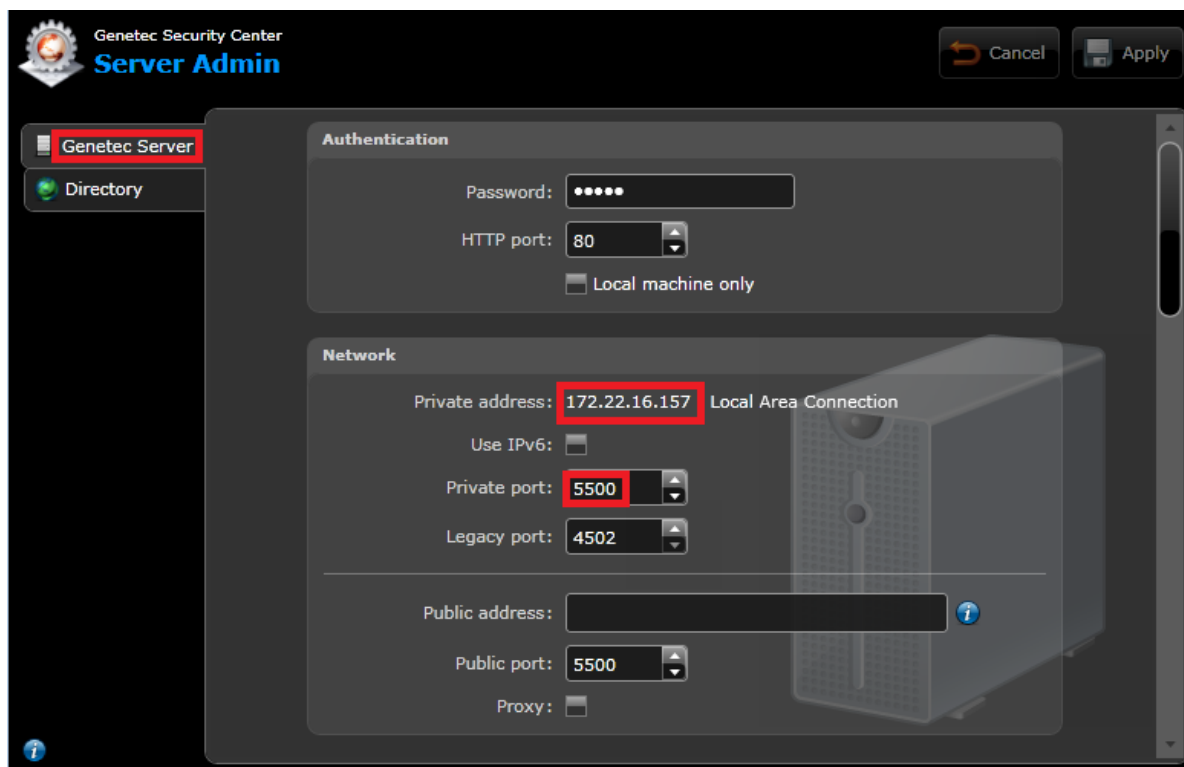 Genetec Security Center
Server Admin
Cancel
Apply
Genetec Server
Directory
Authentication
Password: •••••
HTTP port: 80
Local machine only
Network
Private address: 172.22.16.157 Local Area Connection
Use IPv6:
Private port: 5500
Legacy port: 4502
Public address:
Public port: 5500
Proxy: